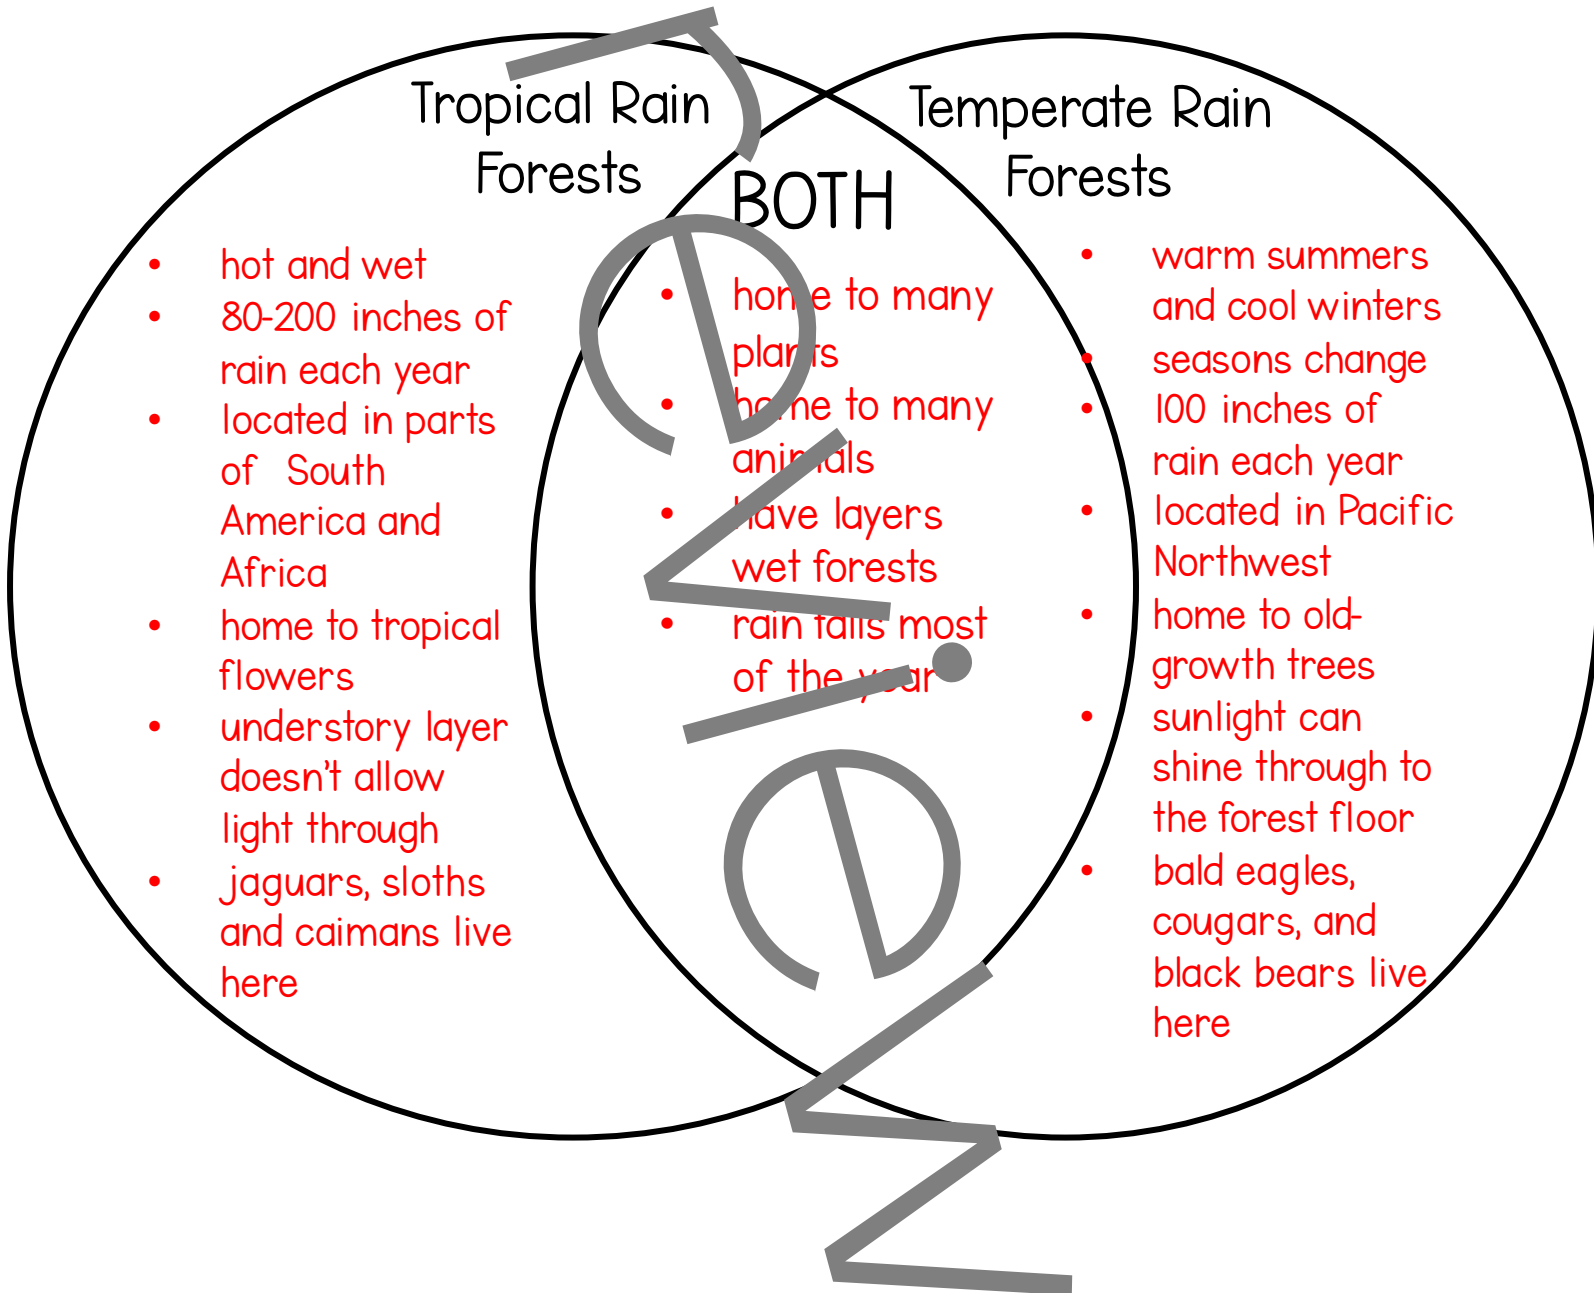 Tropical Rain
Forests
• hot and wet
• 80-200 inches of
rain each year
• located in parts
of South
America and
Africa
• home to tropical
flowers
• understory layer
doesn't allow
light through
• jaguars, sloths
and caimans live
here
BOTH
• home to many
plants
• home to many
animals
• have layers
wet forests
• rain falls most
of the year
Temperate Rain
Forests
• warm summers
and cool winters
• seasons change
• 100 inches of
rain each year
• located in Pacific
Northwest
• home to old-
growth trees
• sunlight can
shine through to
the forest floor
• bald eagles,
cougars, and
black bears live
here
review